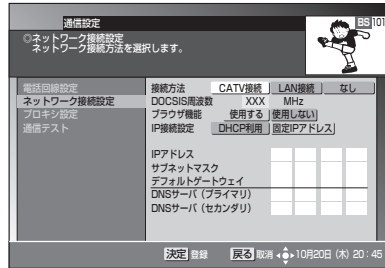 通信設定
BS 101
◎ネットワーク接続設定
ネットワーク接続方法を選択します。
電話回線設定
ネットワーク接続設定
プロキシ設定
通信テスト
接続方法 CATV接続 LAN接続 なし
DOCSIS周波数 XXX MHz
ブラウザ機能 使用する 使用しない
IP接続設定 DHCP利用 固定IPアドレス
IPアドレス
サブネットマスク
デフォルトゲートウェイ
DNSサーバ (プライマリ)
DNSサーバ (セカンダリ)
決定 登録 戻る 取消 10月20日 (木) 20:45